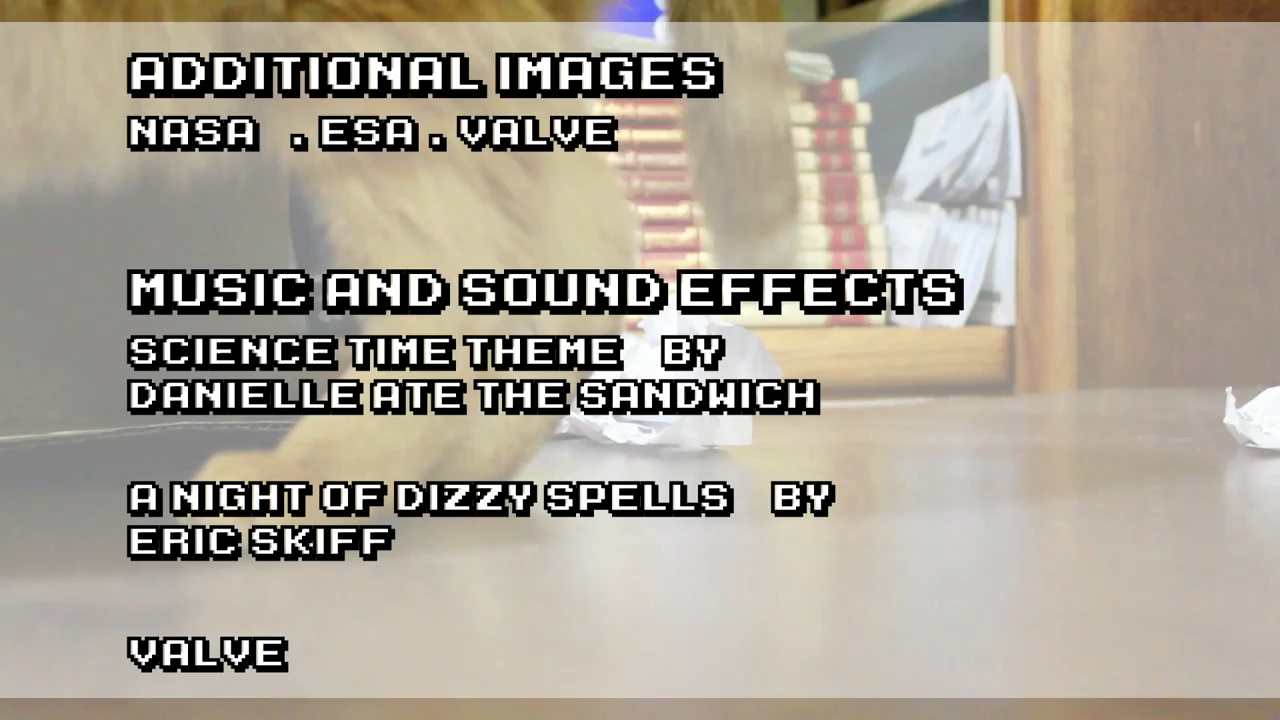 ADDITIONAL IMAGES
NASA . ESA . VALVE
MUSIC AND SOUND EFFECTS
SCIENCE TIME THEME BY
DANIELLE ATE THE SANDWICH
A NIGHT OF DIZZY SPELLS BY
ERIC SKIFF
VALVE